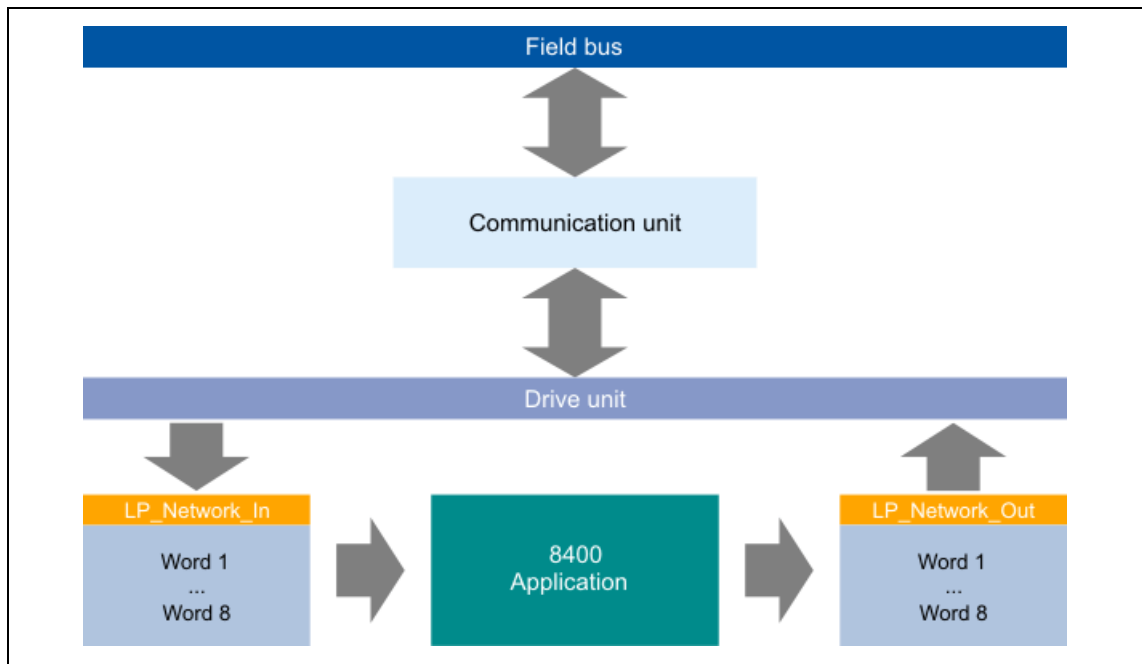 Field bus
Communication unit
Drive unit
LP_Network_In
Word 1
...
Word 8
8400
Application
LP_Network_Out
Word 1
...
Word 8